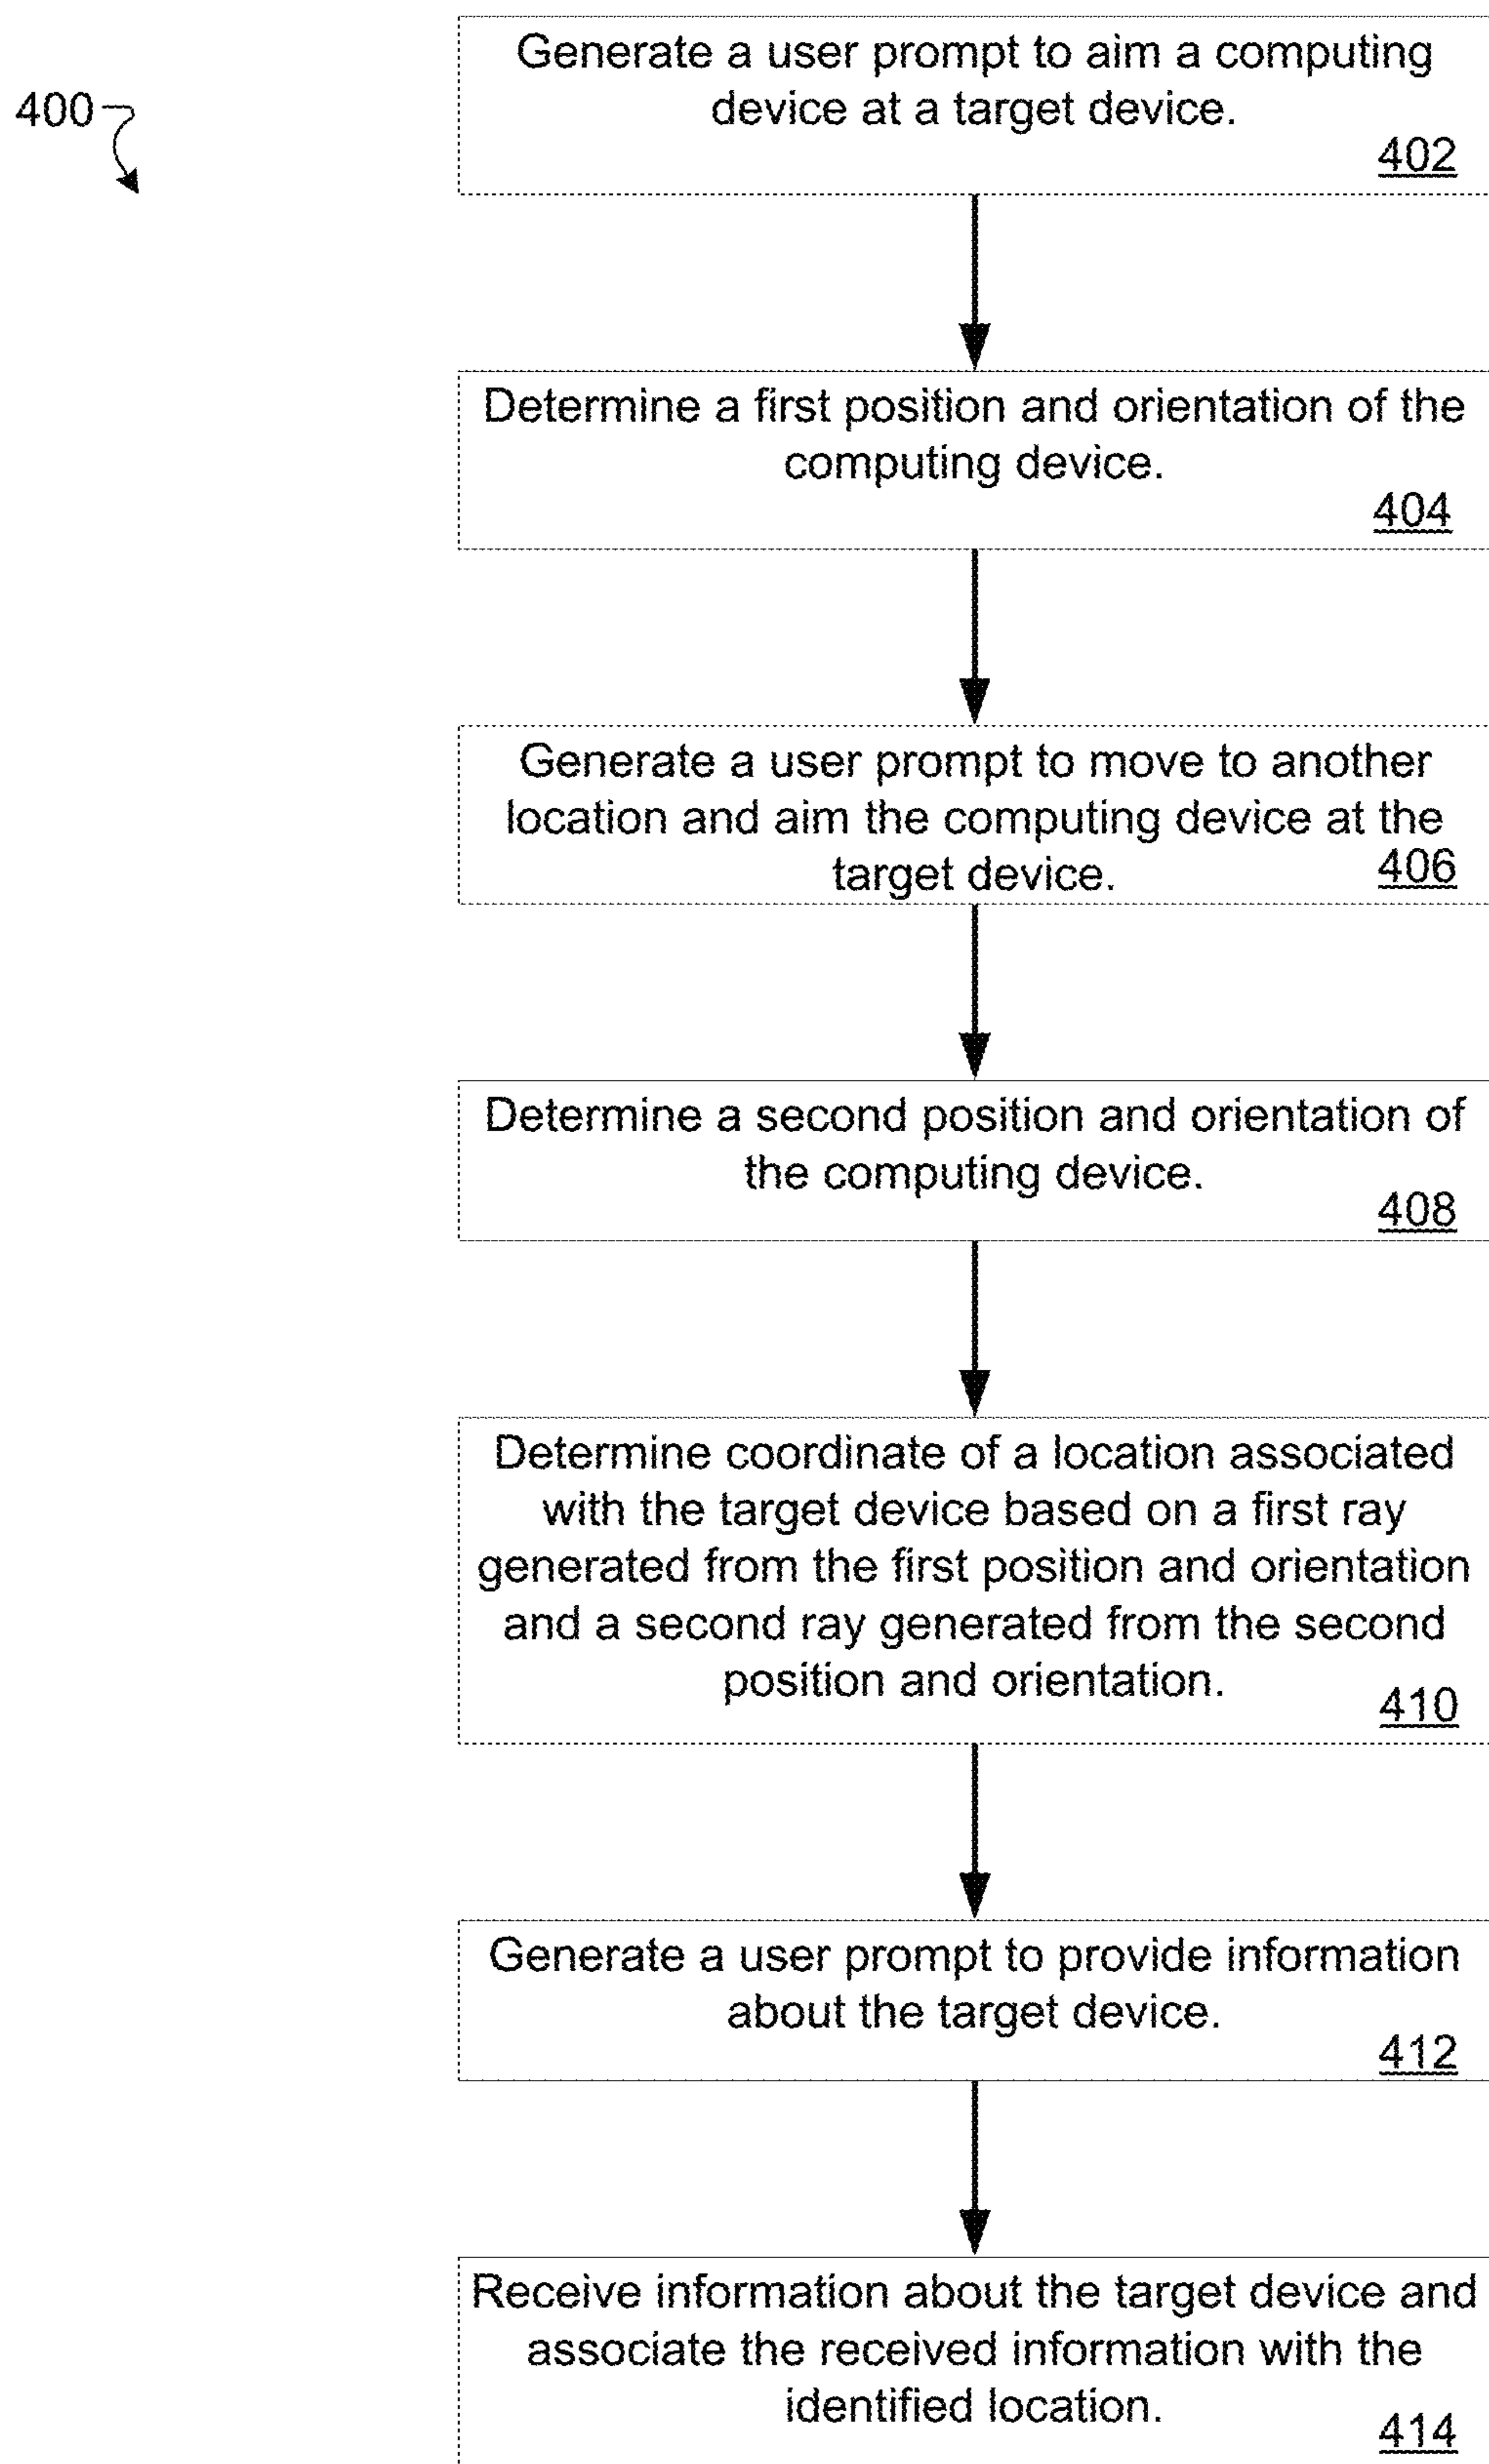 Generate a user prompt to aim a computing
device at a target device.
402
400
Determine a first position and orientation of the
computing device.
404
Generate a user prompt to move to another
location and aim the computing device at the
target device.
406
Determine a second position and orientation of
the computing device.
408
Determine coordinate of a location associated
with the target device based on a first ray
generated from the first position and orientation
and a second ray generated from the second
position and orientation.
410
Generate a user prompt to provide information
about the target device.
412
Receive information about the target device and
associate the received information with the
identified location.
414